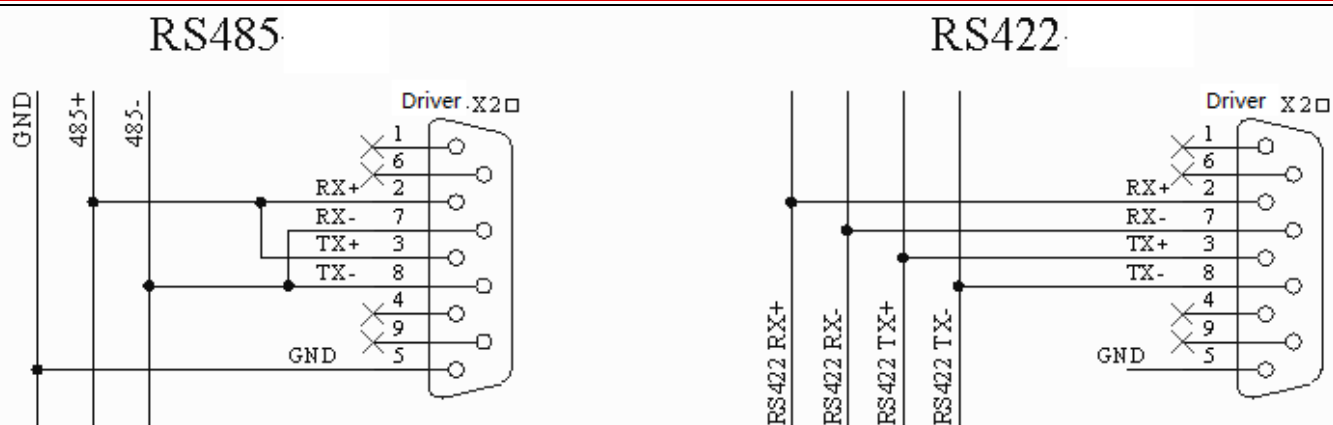 RS485
GND
485+
485-
Driver X2□
1
6
RX+ 2
RX- 7
TX+ 3
TX- 8
4
9
GND 5
RS422
Driver X2□
1
6
RX+ 2
RX- 7
TX+ 3
TX- 8
4
9
GND 5
RS422 RX+
RS422 RX-
RS422 TX+
RS422 TX-